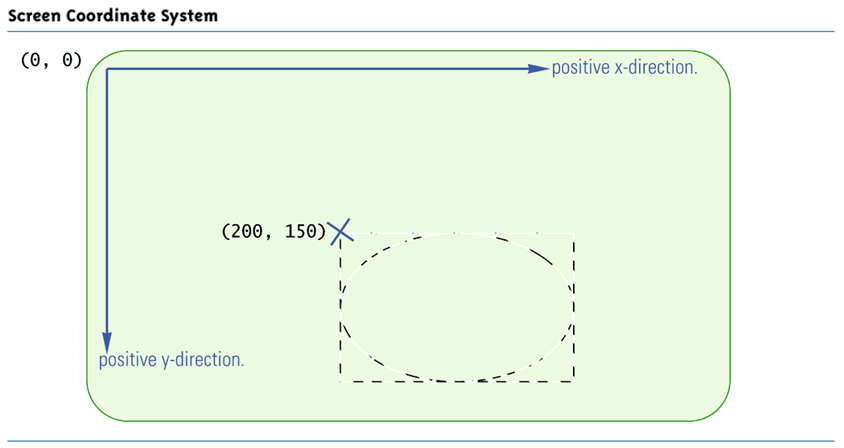 Screen Coordinate System
(0, 0)
positive x-direction.
(200, 150)
positive y-direction.